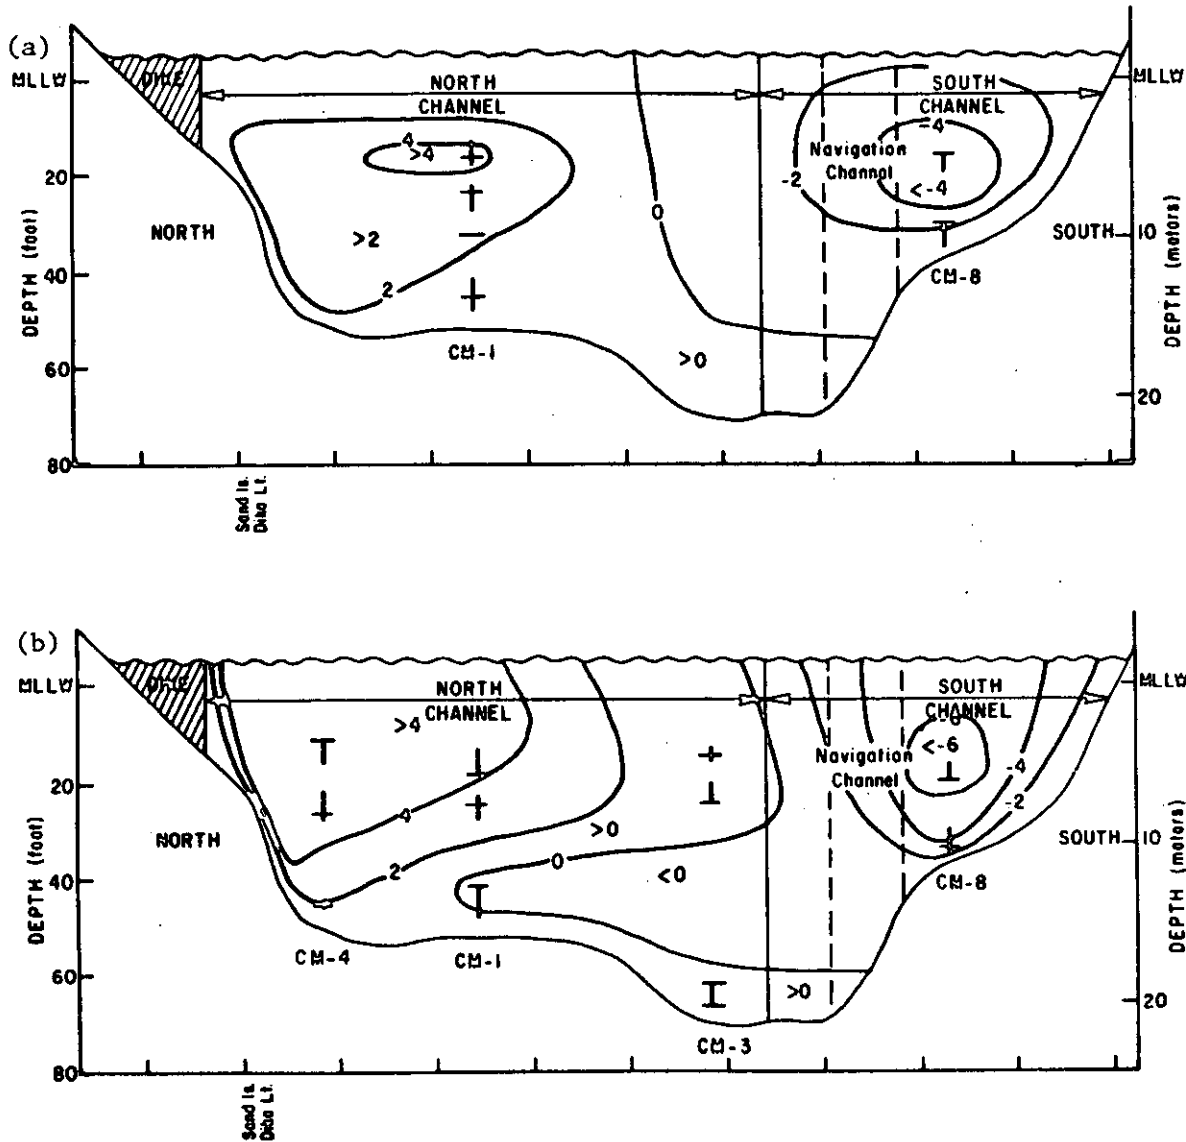 (a)
MLLW
DIKE
NORTH
CHANNEL
SOUTH
CHANNEL
MLLW
4
>4
-4
Navigation
Channel
-2
<-4
20
0
NORTH
>2
SOUTH
10
CM-8
DEPTH (feet)
DEPTH (meters)
40
2
CM-1
>0
60
20
80
Sand Is.
Dike Lt.
(b)
MLLW
DIKE
NORTH
CHANNEL
SOUTH
CHANNEL
MLLW
>4
-6
<-6
Navigation
Channel
-4
20
-2
4
NORTH
>0
SOUTH
10
DEPTH (feet)
DEPTH (meters)
0
2
<0
CM-8
40
CM-4
CM-1
60
>0
20
CM-3
80
Sand Is.
Dike Lt.